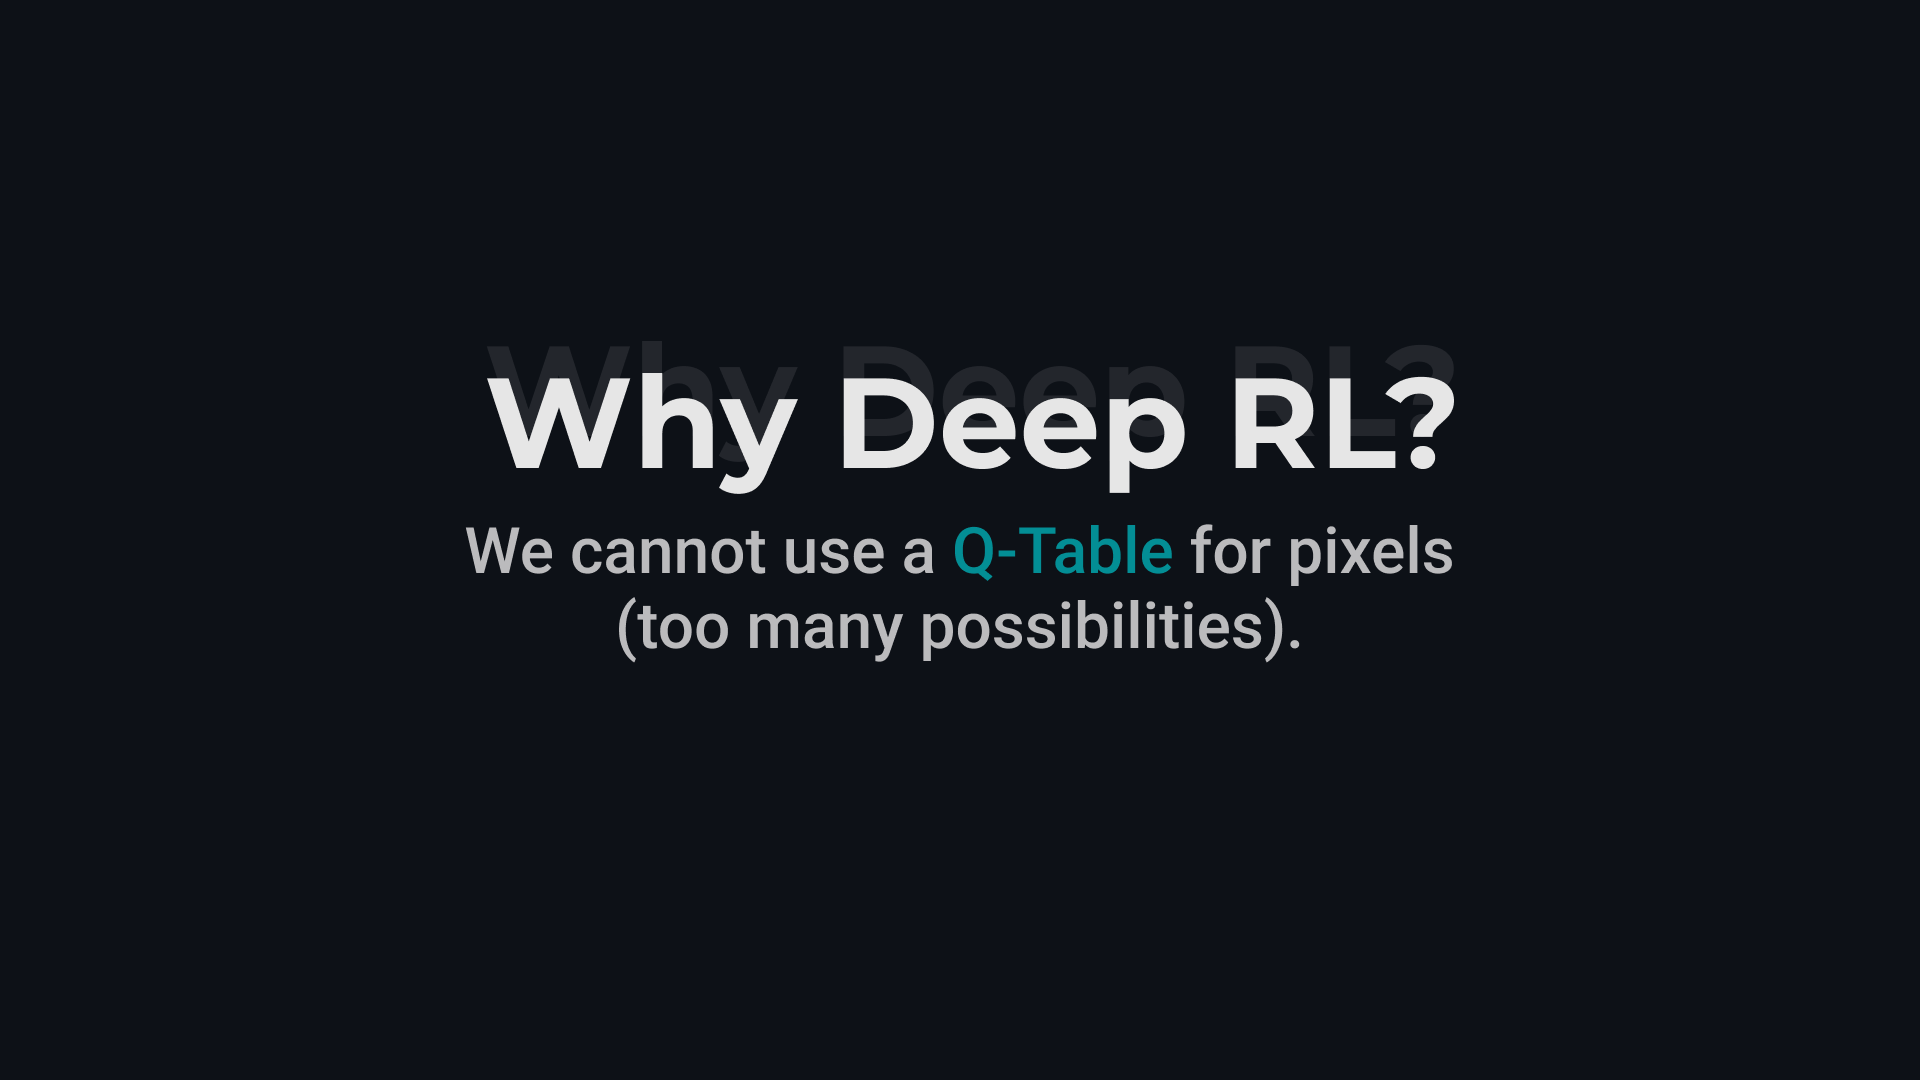 Why Deep RL?
We cannot use a Q-Table for pixels
(too many possibilities).